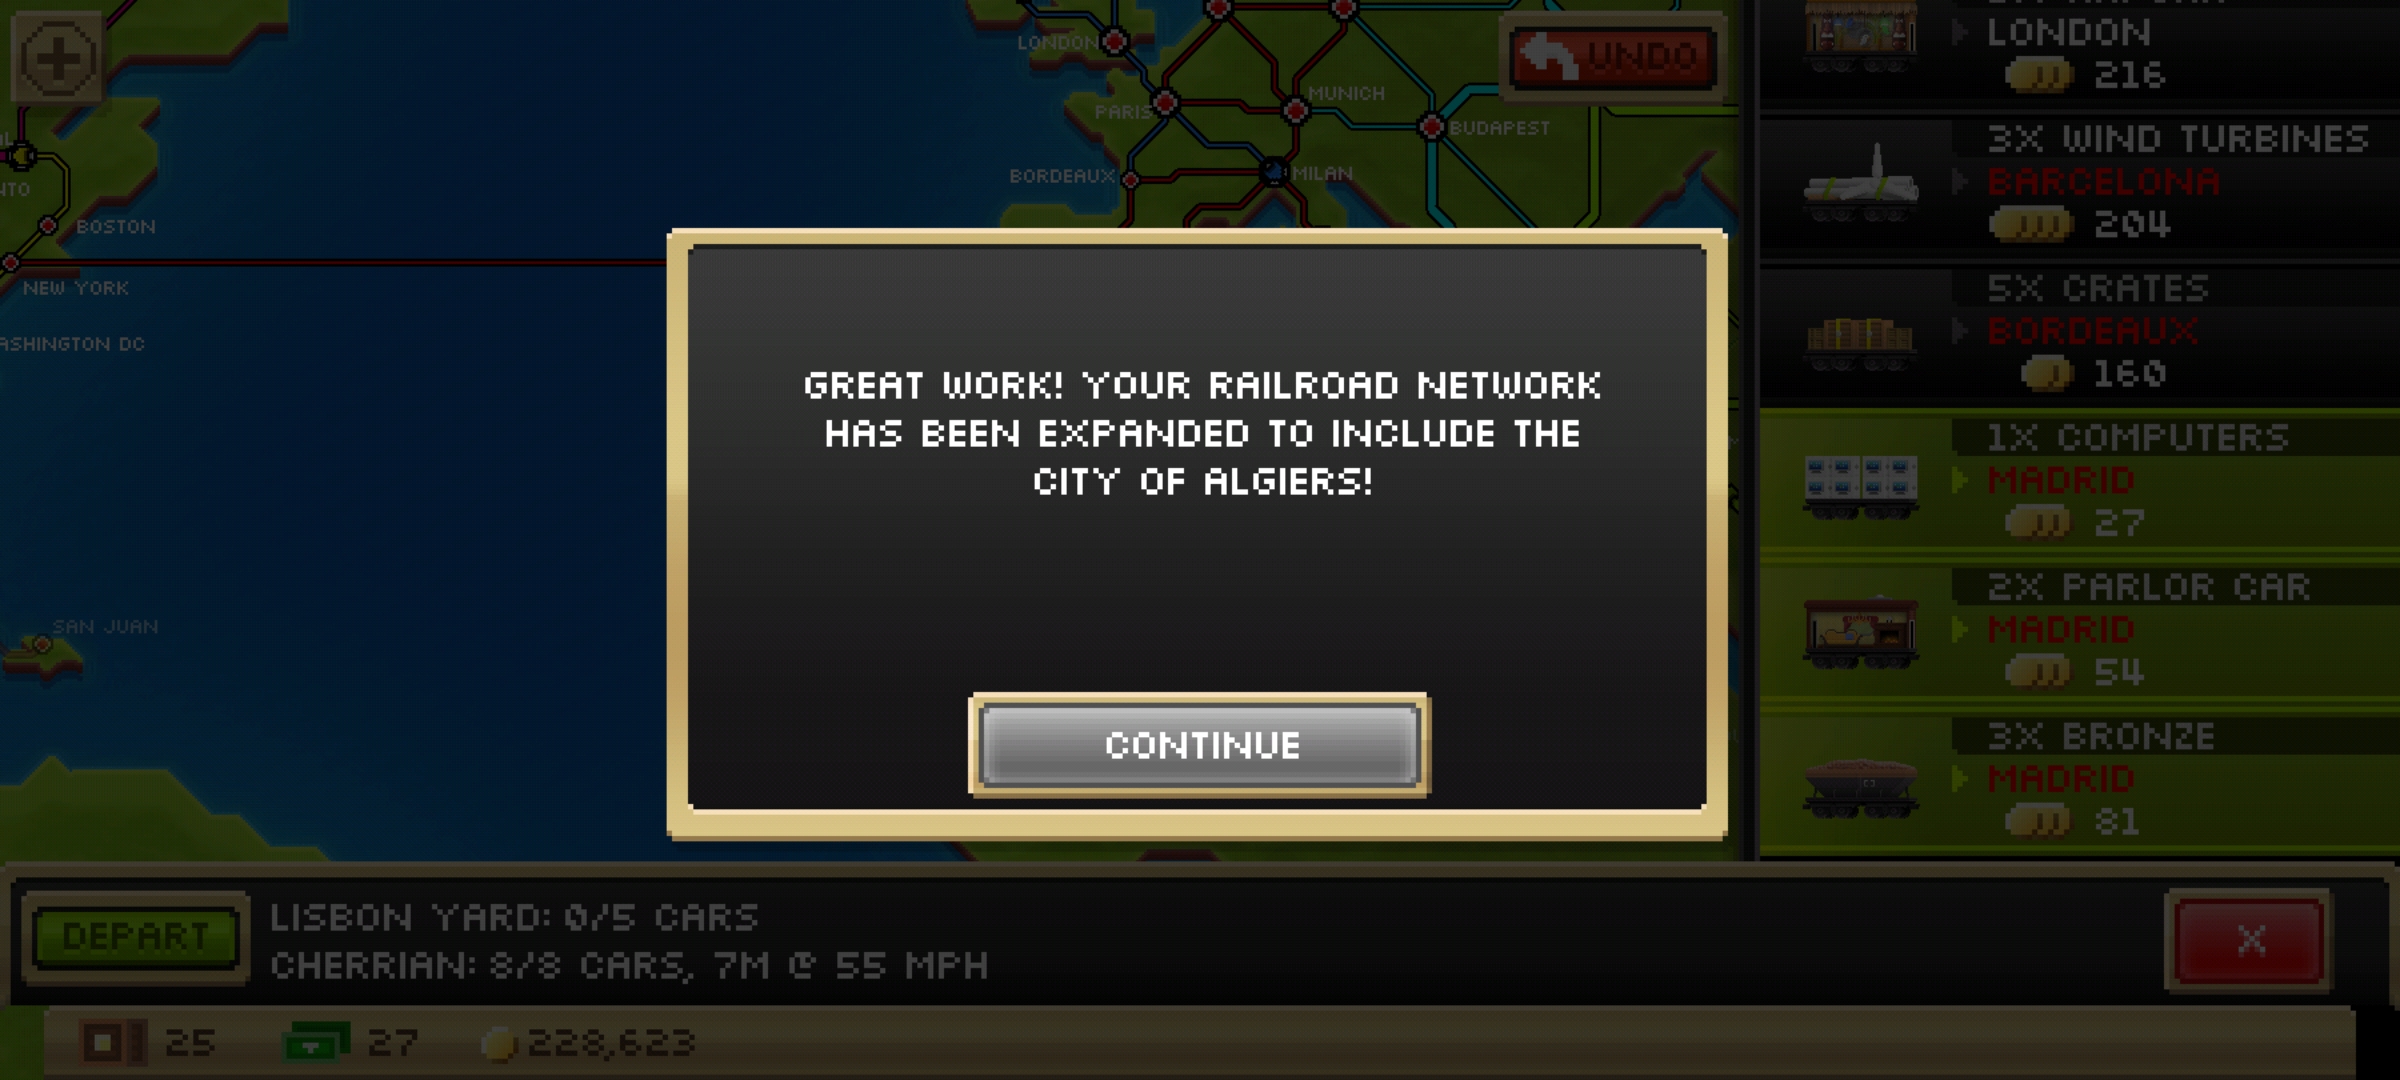 LONDON
PARIS
MUNICH
BUDAPEST
BORDEAUX
MILAN
BOSTON
NEW YORK
SAN JUAN
UNDO
LONDON
216
3X WIND TURBINES
BARCELONA
204
5X CRATES
BORDEAUX
160
1X COMPUTERS
MADRID
27
2X PARLOR CAR
MADRID
54
3X BRONZE
MADRID
81
GREAT WORK! YOUR RAILROAD NETWORK
HAS BEEN EXPANDED TO INCLUDE THE
CITY OF ALGIERS!
CONTINUE
DEPART
LISBON YARD: 0/5 CARS
CHERRIAN: 8/8 CARS, 7M @ 55 MPH
X
25
27
228,623